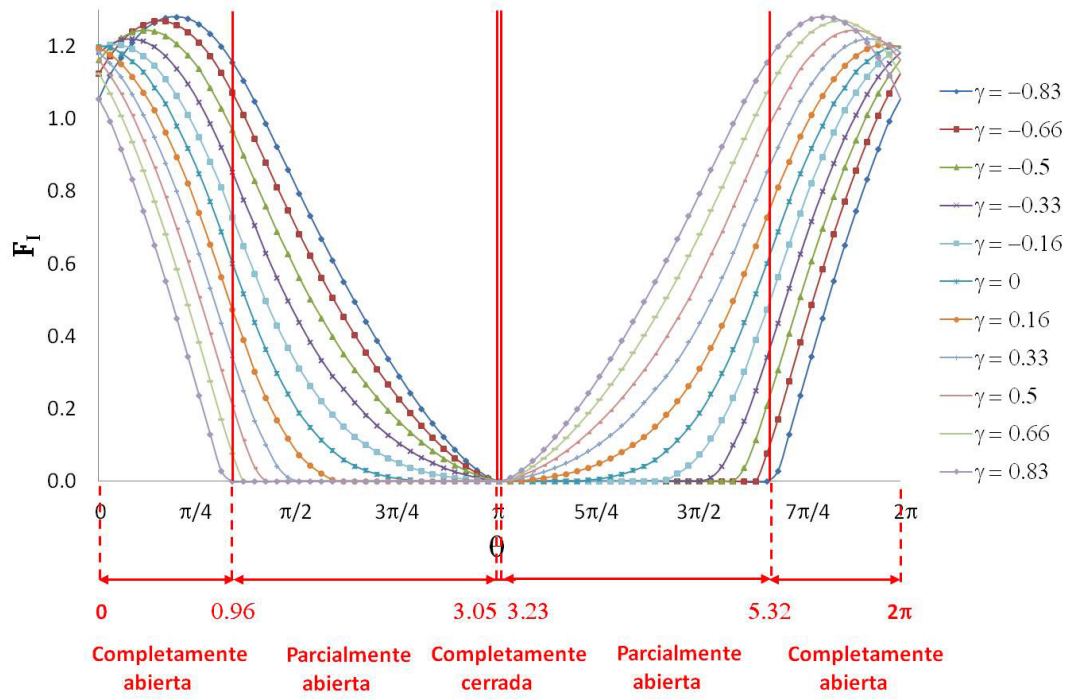 F_I
1.2
1.0
0.8
0.6
0.4
0.2
0.0
0 π/4 π/2 3π/4 π 5π/4 3π/2 7π/4 2π
θ
γ = −0.83
γ = −0.66
γ = −0.5
γ = −0.33
γ = −0.16
γ = 0
γ = 0.16
γ = 0.33
γ = 0.5
γ = 0.66
γ = 0.83
0 0.96 3.05 3.23 5.32 2π
Completamente Parcialmente Completamente Parcialmente Completamente
abierta abierta cerrada abierta abierta